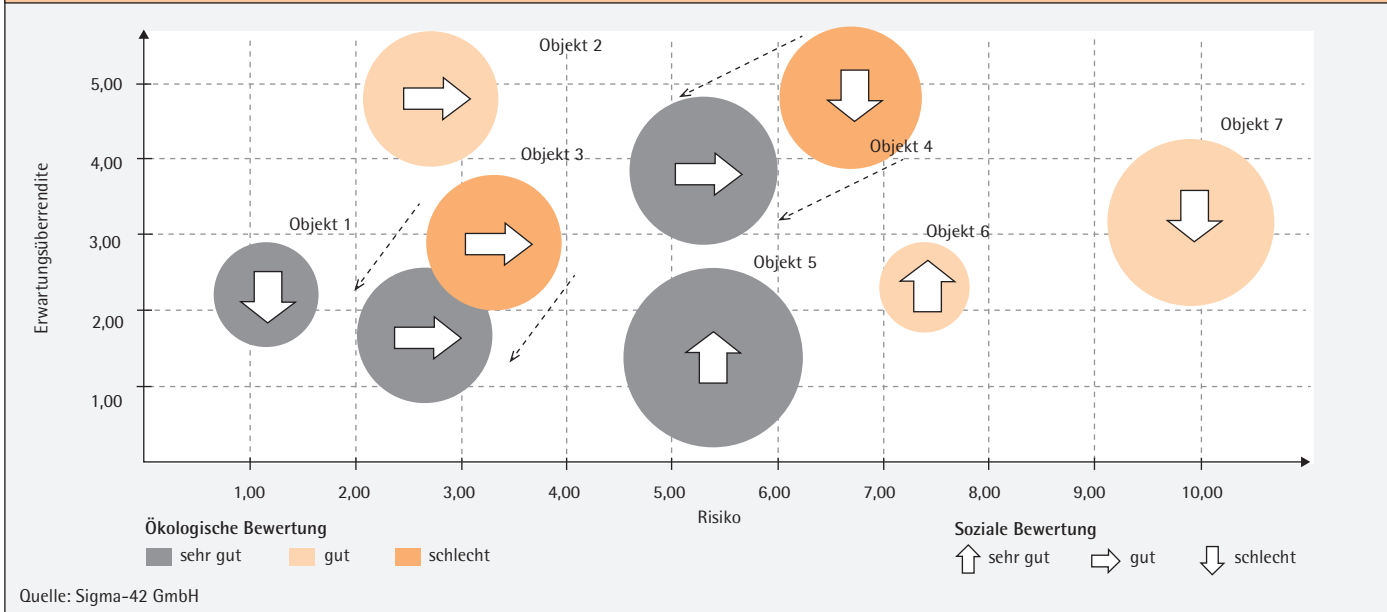 Objekt 2
5,00
Objekt 7
Objekt 4
4,00
Objekt 3
Erwartungsüberrendite
Objekt 1
3,00
Objekt 6
Objekt 5
2,00
1,00
1,00 2,00 3,00 4,00 5,00 6,00 7,00 8,00 9,00 10,00
Risiko
Ökologische Bewertung
sehr gut gut schlecht
Soziale Bewertung
sehr gut gut schlecht
Quelle: Sigma-42 GmbH